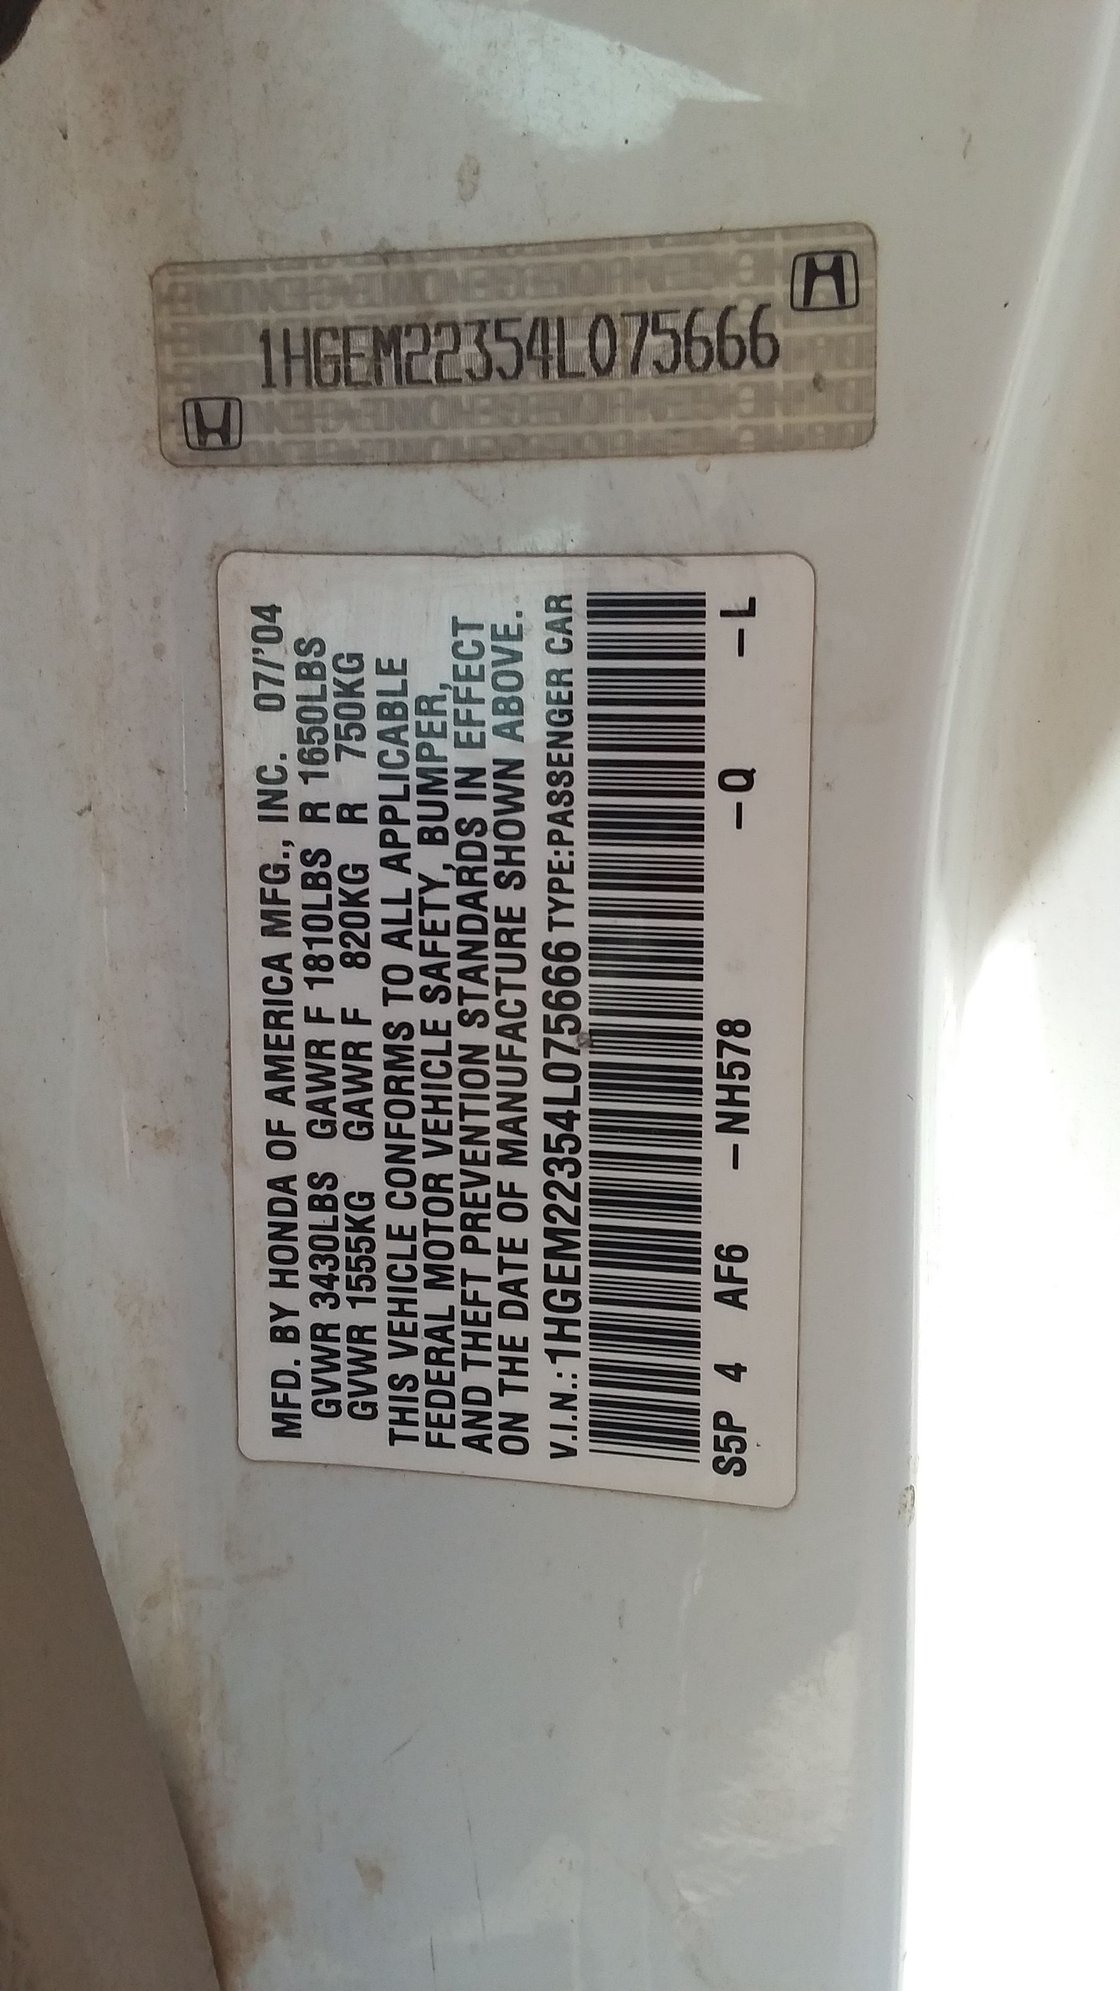 1HGEM22354L075666
MFD. BY HONDA OF AMERICA MFG., INC. 07/'04
GVWR 3430LBS GAWR F 1810LBS R 1650LBS
GVWR 1555KG GAWR F 820KG R 750KG
THIS VEHICLE CONFORMS TO ALL APPLICABLE
FEDERAL MOTOR VEHICLE SAFETY, BUMPER,
AND THEFT PREVENTION STANDARDS IN EFFECT
ON THE DATE OF MANUFACTURE SHOWN ABOVE.
V.I.N.: 1HGEM22354L075666 TYPE:PASSENGER CAR
S5P 4 AF6 –NH578 –Q –L